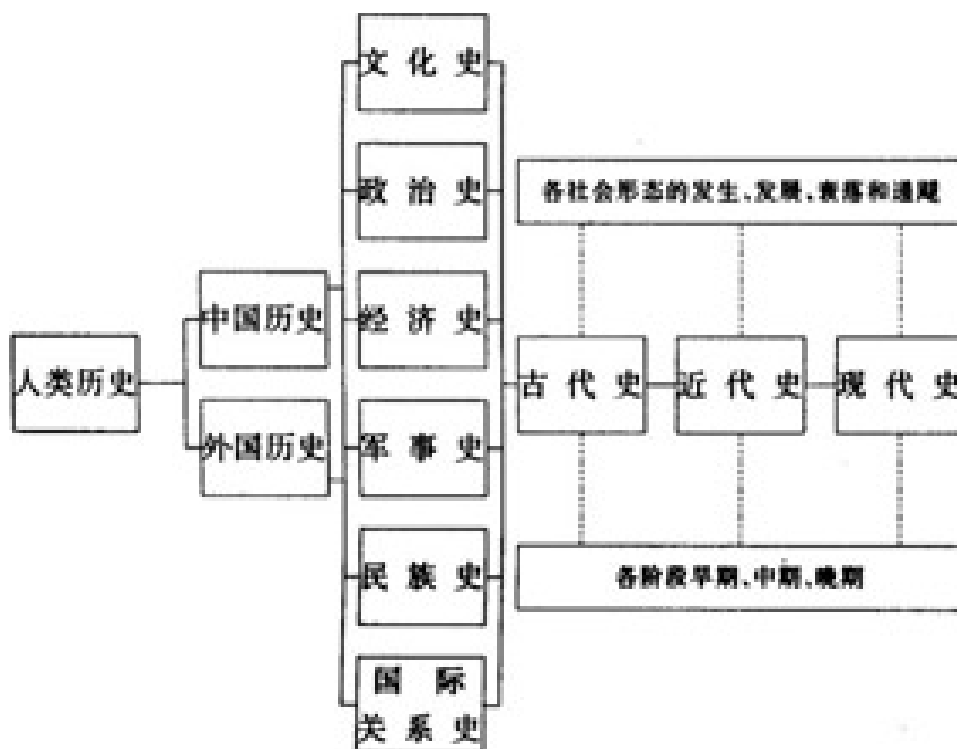 人类历史
中国历史
外国历史
文化史
政治史
经济史
军事史
民族史
国际
关系史
各社会形态的发生、发展、衰落和道题
古代史
近代史
现代史
各阶段早期、中期、晚期